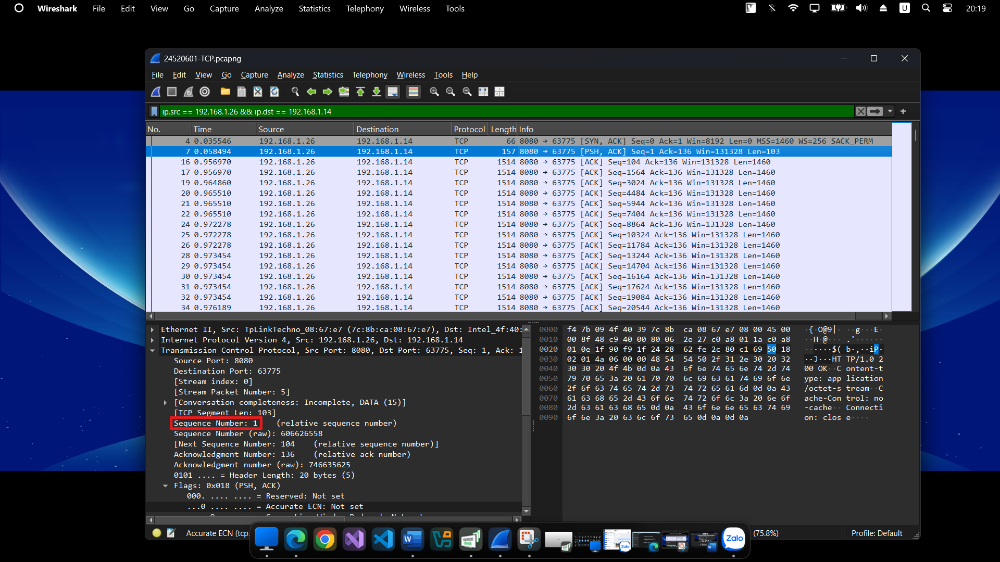 Wireshark File Edit View Go Capture Analyze Statistics Telephony Wireless Tools U 20:19
24520601-TCP.pcapng
File Edit View Go Capture Analyze Statistics Telephony Wireless Tools Help
ip.src == 192.168.1.26 && ip.dst == 192.168.1.14
No. Time Source Destination Protocol Length Info
4 0.035546 192.168.1.26 192.168.1.14 TCP 66 8080 → 63775 [SYN, ACK] Seq=0 Ack=1 Win=8192 Len=0 MSS=1460 WS=256 SACK_PERM
7 0.058494 192.168.1.26 192.168.1.14 TCP 157 8080 → 63775 [PSH, ACK] Seq=1 Ack=136 Win=131328 Len=103
16 0.956970 192.168.1.26 192.168.1.14 TCP 1514 8080 → 63775 [ACK] Seq=104 Ack=136 Win=131328 Len=1460
17 0.956970 192.168.1.26 192.168.1.14 TCP 1514 8080 → 63775 [ACK] Seq=1564 Ack=136 Win=131328 Len=1460
19 0.964860 192.168.1.26 192.168.1.14 TCP 1514 8080 → 63775 [ACK] Seq=3024 Ack=136 Win=131328 Len=1460
20 0.965510 192.168.1.26 192.168.1.14 TCP 1514 8080 → 63775 [ACK] Seq=4484 Ack=136 Win=131328 Len=1460
21 0.965510 192.168.1.26 192.168.1.14 TCP 1514 8080 → 63775 [ACK] Seq=5944 Ack=136 Win=131328 Len=1460
22 0.965510 192.168.1.26 192.168.1.14 TCP 1514 8080 → 63775 [ACK] Seq=7404 Ack=136 Win=131328 Len=1460
24 0.972278 192.168.1.26 192.168.1.14 TCP 1514 8080 → 63775 [ACK] Seq=8864 Ack=136 Win=131328 Len=1460
25 0.972278 192.168.1.26 192.168.1.14 TCP 1514 8080 → 63775 [ACK] Seq=10324 Ack=136 Win=131328 Len=1460
26 0.972278 192.168.1.26 192.168.1.14 TCP 1514 8080 → 63775 [ACK] Seq=11784 Ack=136 Win=131328 Len=1460
28 0.973454 192.168.1.26 192.168.1.14 TCP 1514 8080 → 63775 [ACK] Seq=13244 Ack=136 Win=131328 Len=1460
29 0.973454 192.168.1.26 192.168.1.14 TCP 1514 8080 → 63775 [ACK] Seq=14704 Ack=136 Win=131328 Len=1460
30 0.973454 192.168.1.26 192.168.1.14 TCP 1514 8080 → 63775 [ACK] Seq=16164 Ack=136 Win=131328 Len=1460
31 0.973454 192.168.1.26 192.168.1.14 TCP 1514 8080 → 63775 [ACK] Seq=17624 Ack=136 Win=131328 Len=1460
32 0.973454 192.168.1.26 192.168.1.14 TCP 1514 8080 → 63775 [ACK] Seq=19084 Ack=136 Win=131328 Len=1460
34 0.976189 192.168.1.26 192.168.1.14 TCP 1514 8080 → 63775 [ACK] Seq=20544 Ack=136 Win=131328 Len=1460
Ethernet II, Src: TpLinkTechno_08:67:e7 (7c:8b:ca:08:67:e7), Dst: Intel_4f:40:
Internet Protocol Version 4, Src: 192.168.1.26, Dst: 192.168.1.14
Transmission Control Protocol, Src Port: 8080, Dst Port: 63775, Seq: 1, Ack: 1
Source Port: 8080
Destination Port: 63775
[Stream index: 0]
[Stream Packet Number: 5]
[Conversation completeness: Incomplete, DATA (15)]
[TCP Segment Len: 103]
Sequence Number: 1 (relative sequence number)
Sequence Number (raw): 606626558
[Next Sequence Number: 104 (relative sequence number)]
Acknowledgment Number: 136 (relative ack number)
Acknowledgment number (raw): 746635625
0101 .... = Header Length: 20 bytes (5)
Flags: 0x018 (PSH, ACK)
000. .... .... = Reserved: Not set
...0 .... .... = Accurate ECN: Not set
0000 f4 7b 09 4f 40 39 7c 8b ca 08 67 e7 08 00 45 00 ·{·O@9|· ··g···E·
0010 00 8f 48 c9 40 00 80 06 2e 27 c0 a8 01 1a c0 a8 ··H·@··· .'······
0020 01 0e 1f 90 f9 1f 24 28 62 fe 2c 80 c1 69 50 18 ······$( b·,··iP·
0030 02 01 4a 06 00 00 48 54 54 50 2f 31 2e 30 20 32 ··J···HT TP/1.0 2
0040 30 30 20 4f 4b 0d 0a 43 6f 6e 74 65 6e 74 2d 74 00 OK··C ontent-t
0050 79 70 65 3a 20 61 70 70 6c 69 63 61 74 69 6f 6e ype: app lication
0060 2f 6f 63 74 65 74 2d 73 74 72 65 61 6d 0d 0a 43 /octet-s tream··C
0070 61 63 68 65 2d 43 6f 6e 74 72 6f 6c 3a 20 6e 6f ache-Con trol: no
0080 2d 63 61 63 68 65 0d 0a 43 6f 6e 6e 65 63 74 69 -cache·· Connecti
0090 6f 6e 3a 20 63 6c 6f 73 65 0d 0a 0d 0a on: clos e····
Accurate ECN (tcp. (75.8%) Profile: Default
Zalo